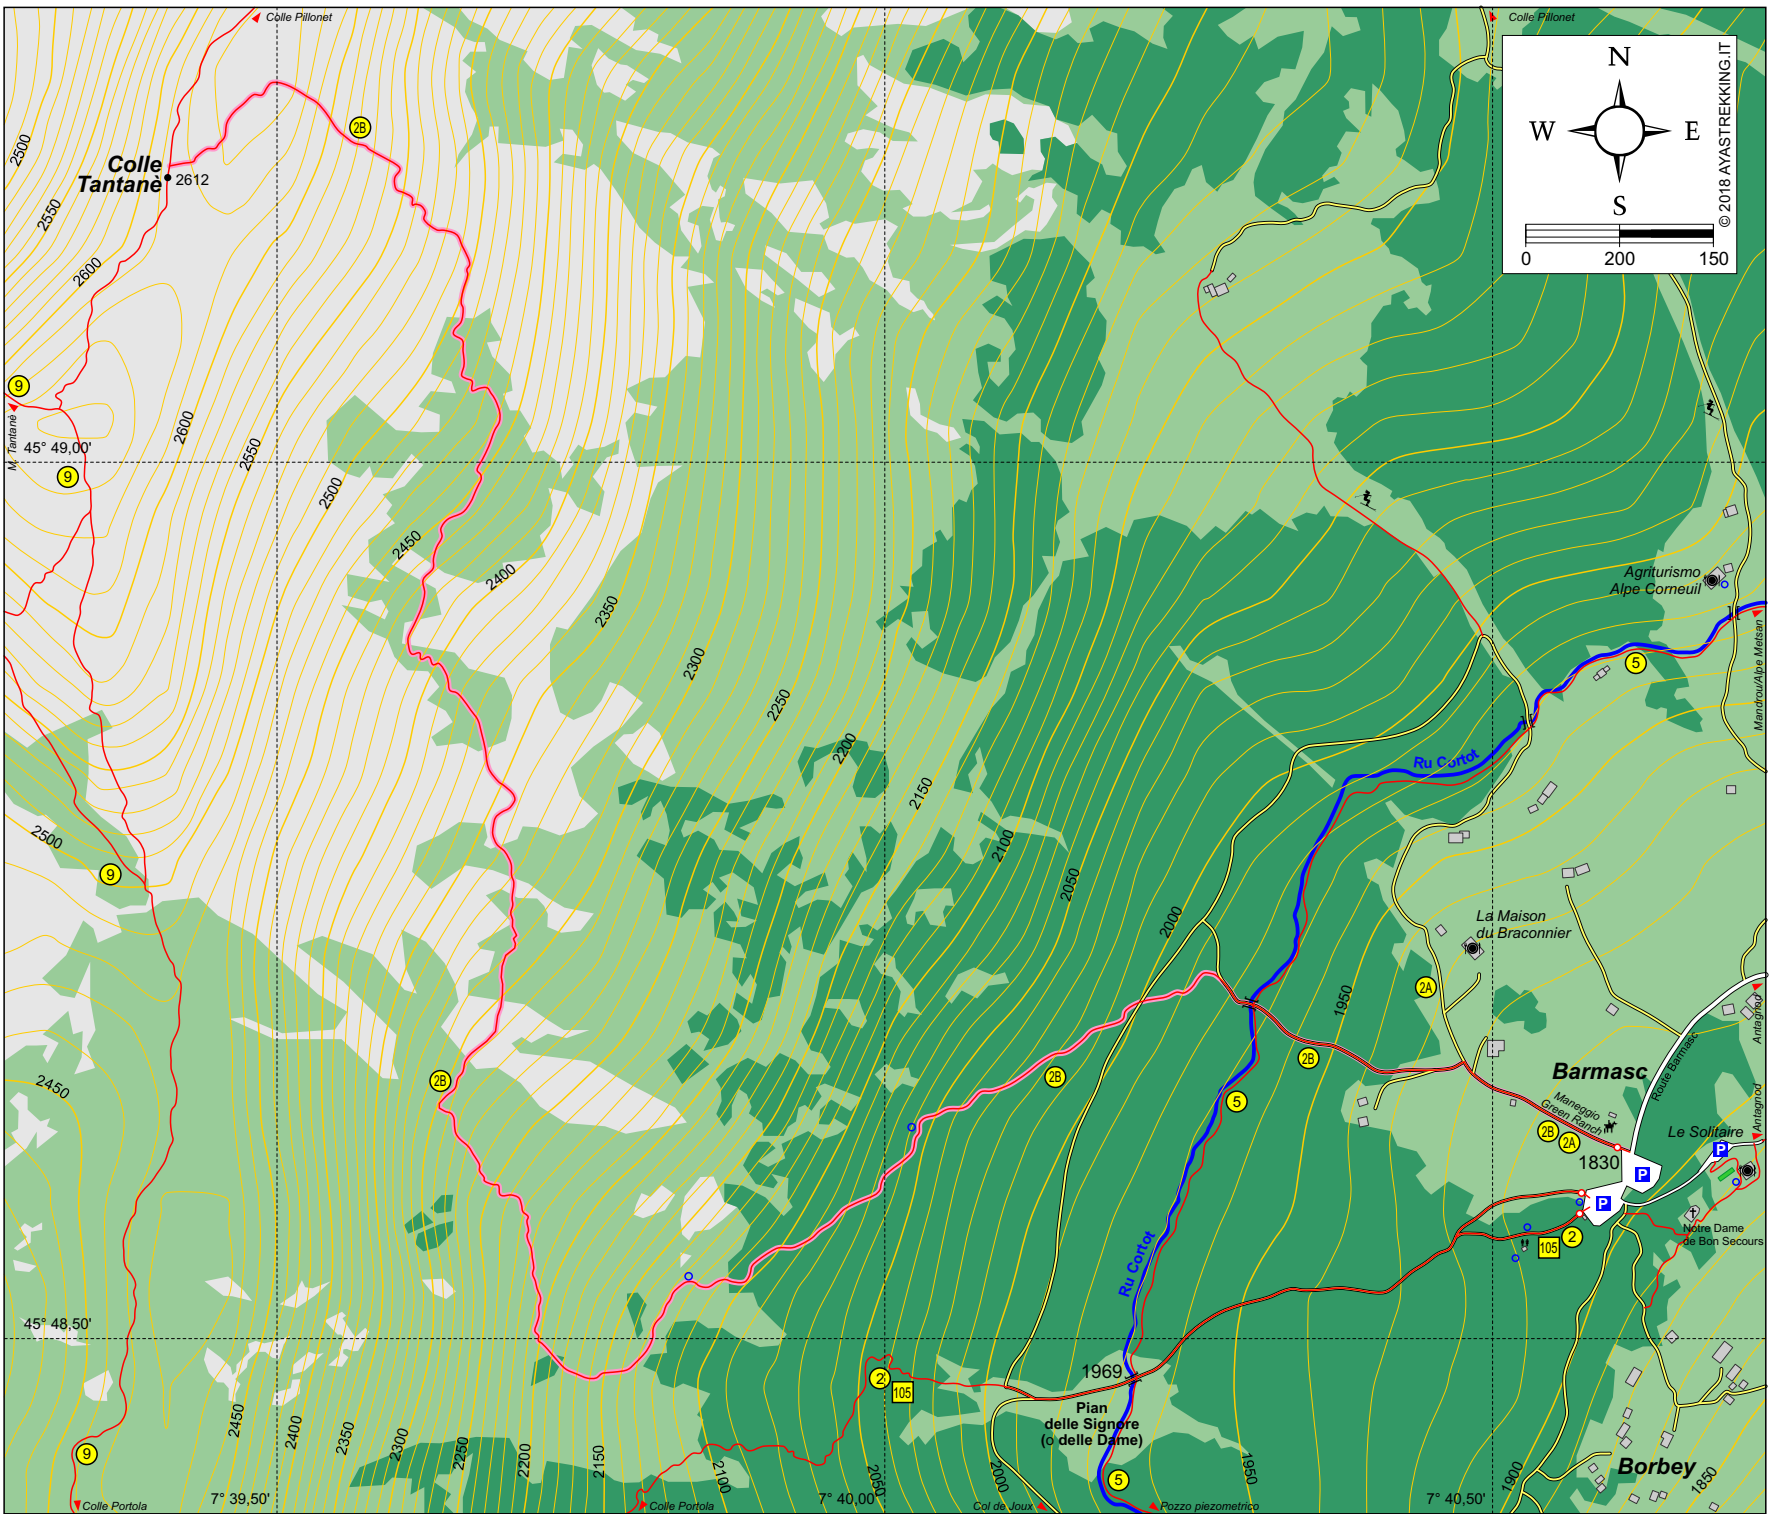 Colle Pillonet
Colle Pillonet
N
W
E
S
0
200
150
© 2018 AYASTREKKING.IT
2B
2500
Colle
Tantanè
2612
2550
2600
9
M. Tantanè
45° 49,00'
9
2600
2550
2500
2450
2400
2350
2300
2250
2200
2150
2100
2050
2000
1950
Agriturismo
Alpe Corneuil
5
Mandrou/Alpe Metsan
Ru Cortot
2500
9
La Maison
du Braconnier
2A
Antagnod
Route Barmasc
2B
2B
2B
2450
5
Barmasc
Maneggio
Green Ranch
2B
2A
Le Solitaire
Antagnod
P
1830
P
P
Notre Dame
de Bon Secours
2
105
Ru Cortot
45° 48,50'
1969
2
105
Pian
delle Signore
(o delle Dame)
9
2450
2400
2350
2300
2250
2200
2150
2100
2050
2000
5
1950
1900
Borbey
1850
7° 39,50'
7° 40,00'
7° 40,50'
Colle Portola
Colle Portola
Col de Joux
Pozzo piezometrico